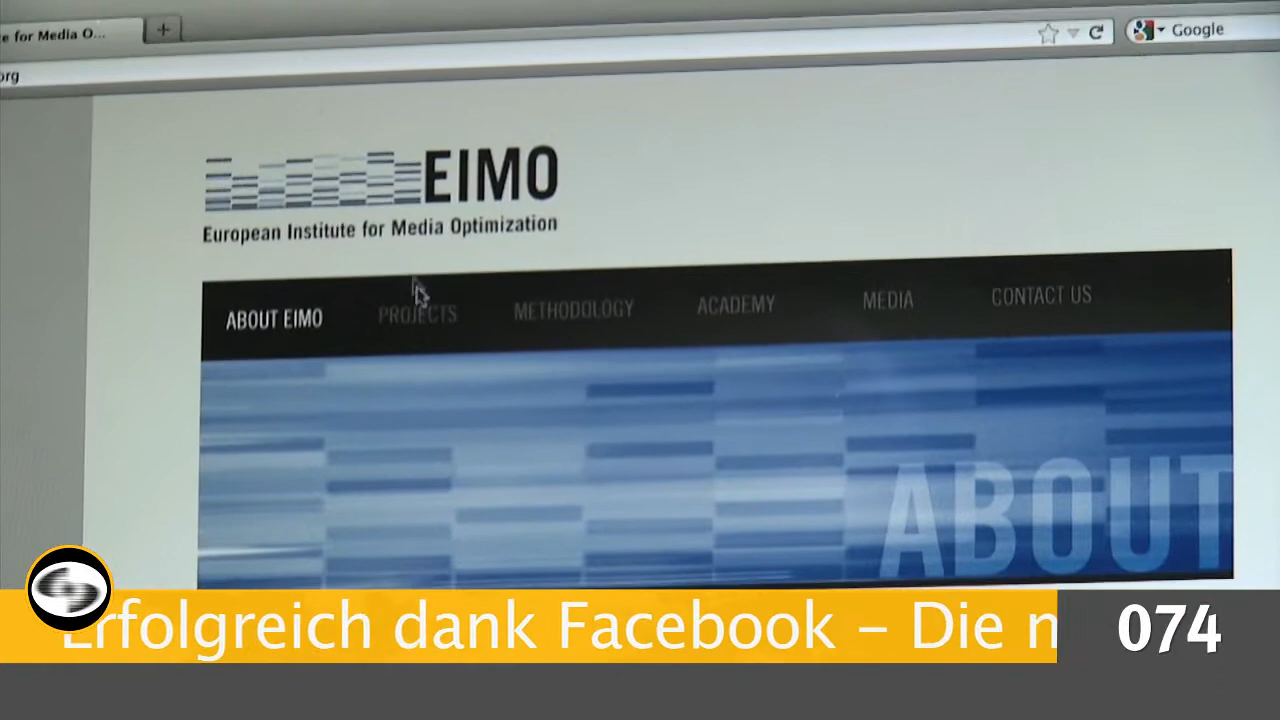 e for Media O...
Google
org
EIMO
European Institute for Media Optimization
ABOUT EIMO PROJECTS METHODOLOGY ACADEMY MEDIA CONTACT US
ABOUT
Erfolgreich dank Facebook – Die n
074